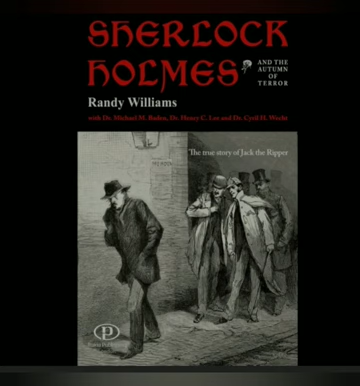 SHERLOCK
HOLMES
AND THE
AUTUMN
OF
TERROR
Randy Williams
with Dr. Michael M. Baden, Dr. Henry C. Lee and Dr. Cyril H. Wecht
The true story of Jack the Ripper
P